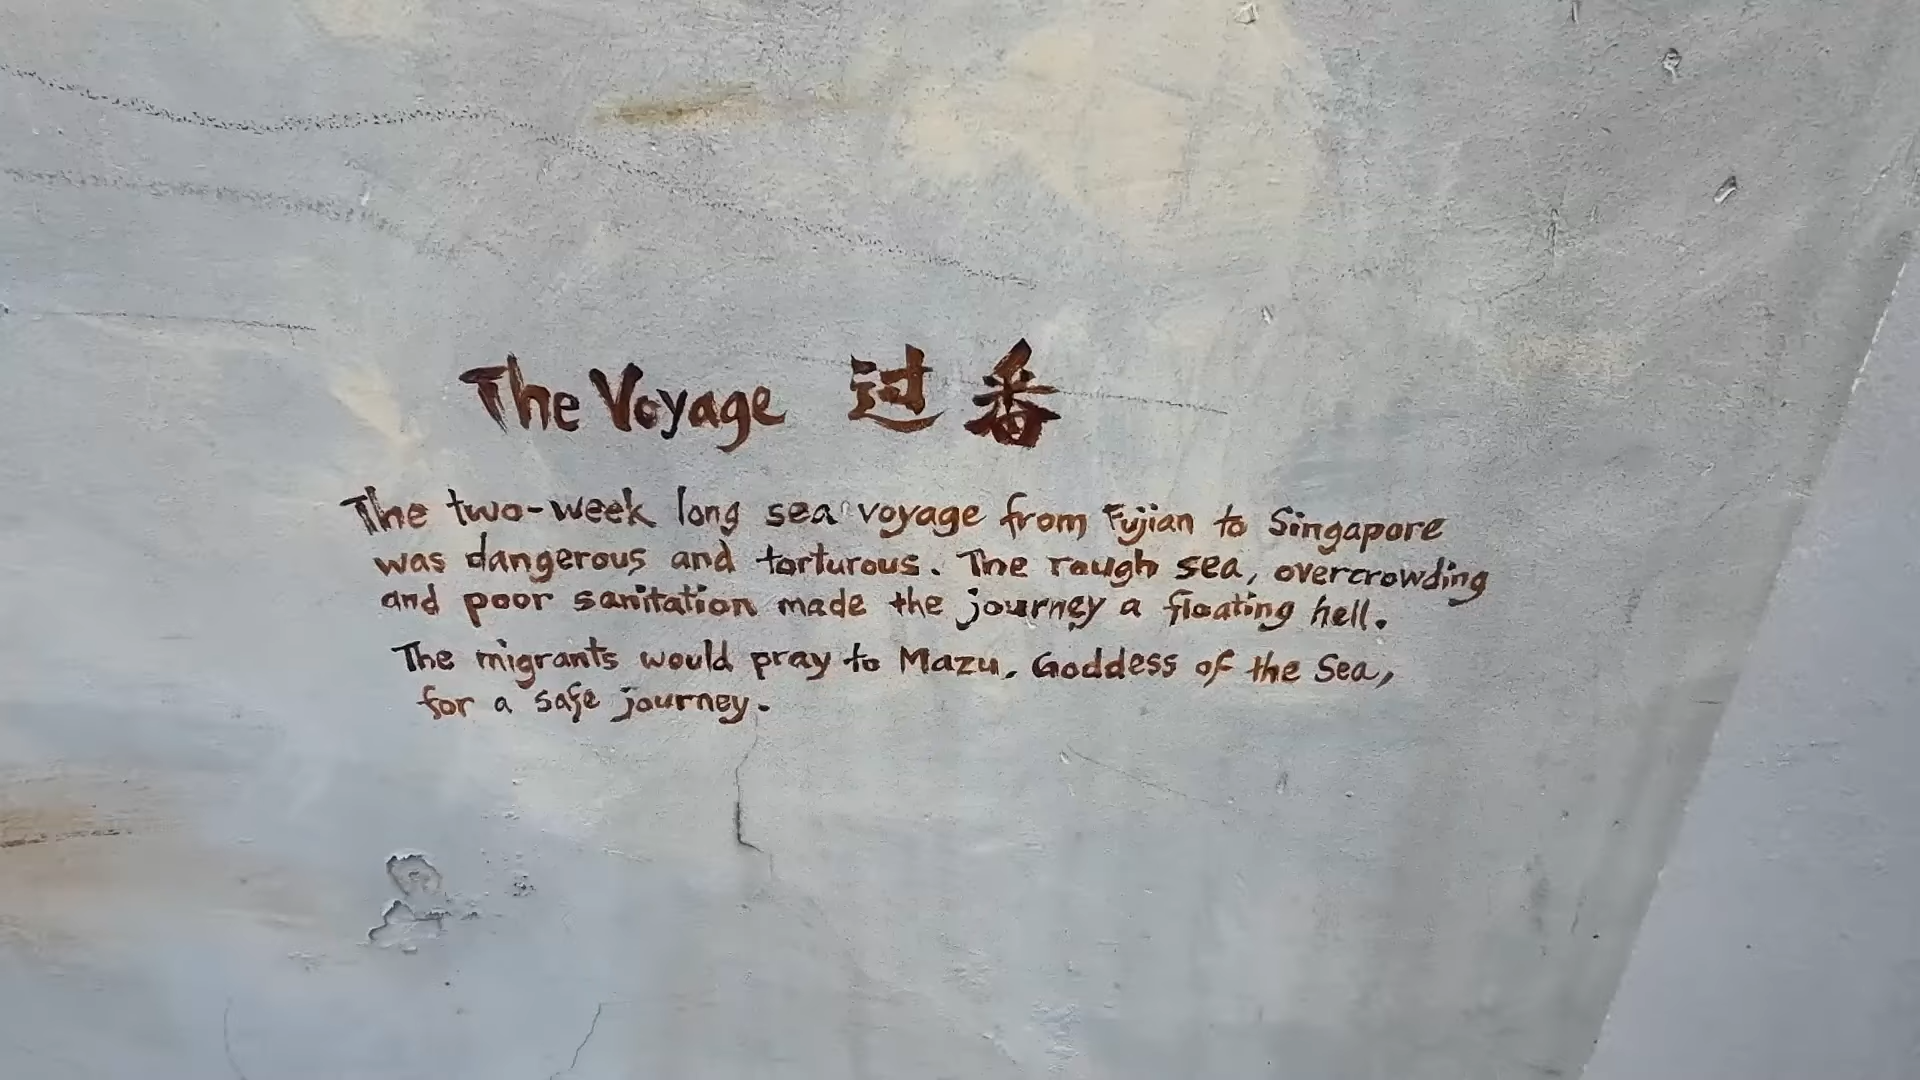 The Voyage 过番
The two-week long sea voyage from Fujian to Singapore
was dangerous and torturous. The rough sea, overcrowding
and poor sanitation made the journey a floating hell.
The migrants would pray to Mazu, Goddess of the Sea,
for a safe journey.